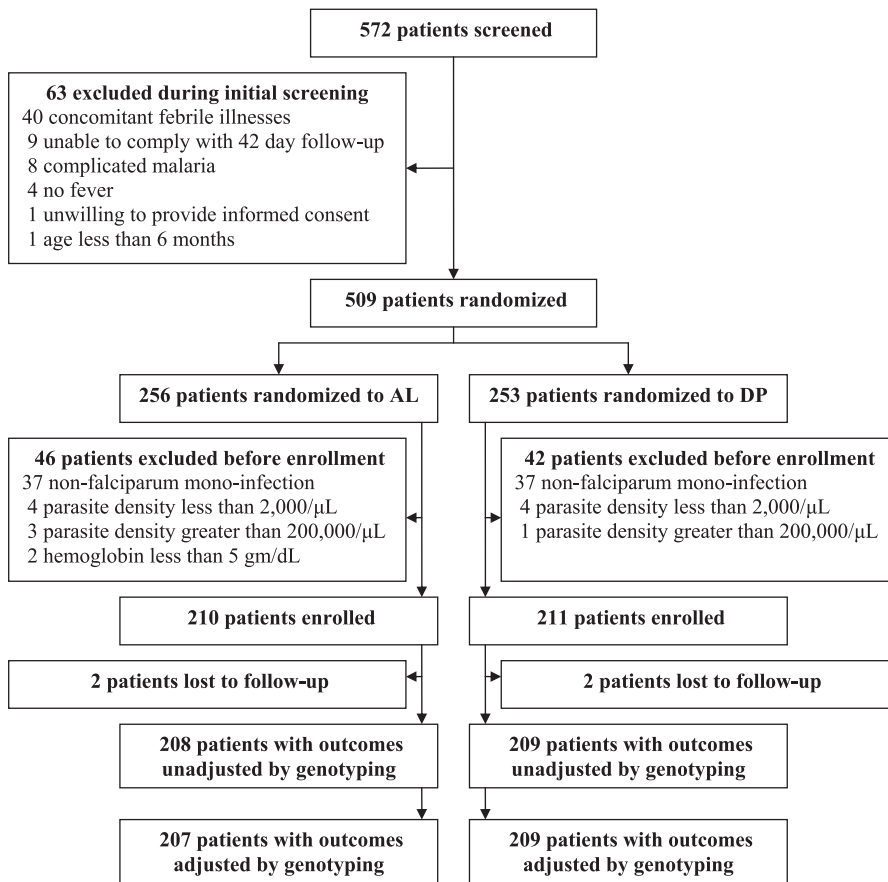 572 patients screened
63 excluded during initial screening
40 concomitant febrile illnesses
9 unable to comply with 42 day follow-up
8 complicated malaria
4 no fever
1 unwilling to provide informed consent
1 age less than 6 months
509 patients randomized
256 patients randomized to AL
253 patients randomized to DP
46 patients excluded before enrollment
37 non-falciparum mono-infection
4 parasite density less than 2,000/μL
3 parasite density greater than 200,000/μL
2 hemoglobin less than 5 gm/dL
42 patients excluded before enrollment
37 non-falciparum mono-infection
4 parasite density less than 2,000/μL
1 parasite density greater than 200,000/μL
210 patients enrolled
211 patients enrolled
2 patients lost to follow-up
2 patients lost to follow-up
208 patients with outcomes
unadjusted by genotyping
209 patients with outcomes
unadjusted by genotyping
207 patients with outcomes
adjusted by genotyping
209 patients with outcomes
adjusted by genotyping